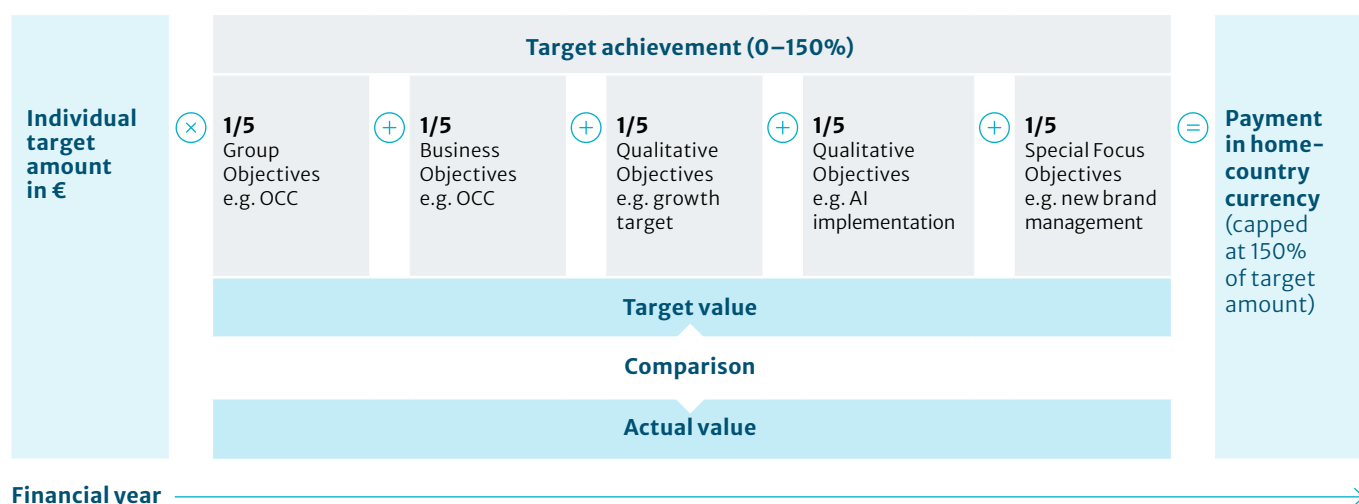 Target achievement (0–150%)
Individual
target
amount
in €
×
1/5
Group
Objectives
e.g. OCC
+
1/5
Business
Objectives
e.g. OCC
+
1/5
Qualitative
Objectives
e.g. growth
target
+
1/5
Qualitative
Objectives
e.g. AI
implementation
+
1/5
Special Focus
Objectives
e.g. new brand
management
=
Payment
in home-
country
currency
(capped
at 150%
of target
amount)
Target value
Comparison
Actual value
Financial year